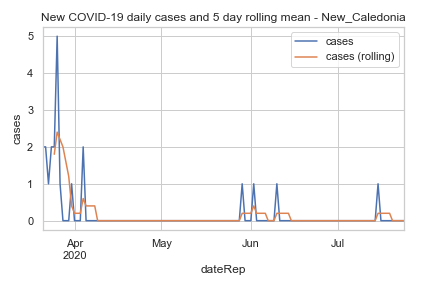 New COVID-19 daily cases and 5 day rolling mean - New_Caledonia
cases
cases (rolling)
5
4
3
2
1
0
cases
Apr
2020
May
Jun
Jul
dateRep